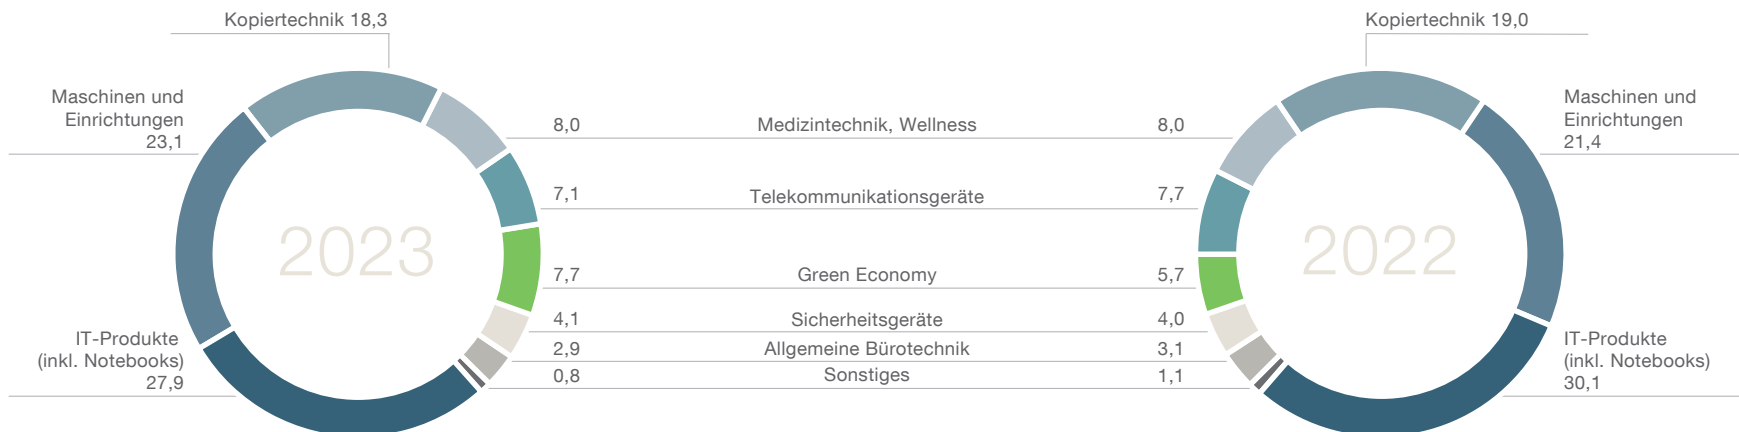 Kopiertechnik 18,3
Kopiertechnik 19,0
Maschinen und
Einrichtungen
23,1
Maschinen und
Einrichtungen
21,4
8,0 Medizintechnik, Wellness 8,0
7,1 Telekommunikationsgeräte 7,7
2023
2022
7,7 Green Economy 5,7
4,1 Sicherheitsgeräte 4,0
IT-Produkte
(inkl. Notebooks)
27,9
2,9 Allgemeine Bürotechnik 3,1
0,8 Sonstiges 1,1
IT-Produkte
(inkl. Notebooks)
30,1